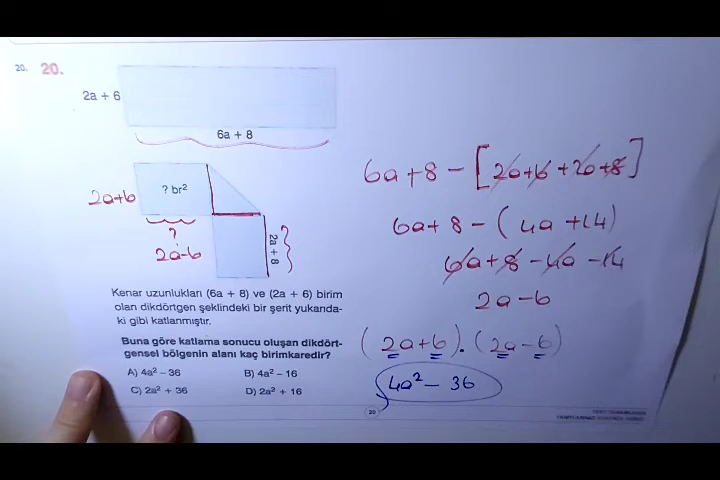 20. 20.
2a + 6
6a + 8
? br²
2a+6
?
2a-6
2a + 8
6a+8 - [2a+6+2a+8]
6a+8 - (4a+14)
6a+8-4a-14
2a-6
(2a+6).(2a-6)
4a²-36
Kenar uzunlukları (6a + 8) ve (2a + 6) birim
olan dikdörtgen şeklindeki bir şerit yukarıda-
ki gibi katlanmıştır.
Buna göre katlama sonucu oluşan dikdört-
gensel bölgenin alanı kaç birimkaredir?
A) 4a² – 36 B) 4a² – 16
C) 2a² + 36 D) 2a² + 16
20